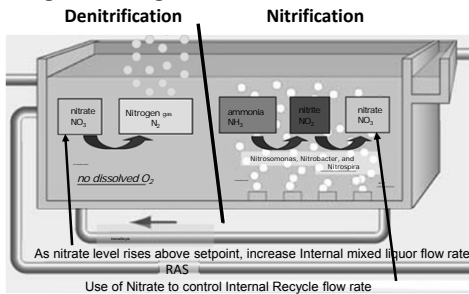 Denitrification
Nitrification
nitrate
NO3
Nitrogen gas
N2
ammonia
NH3
nitrite
NO2
nitrate
NO3
Nitrosomonas, Nitrobacter, and
Nitrospira
no dissolved O2
As nitrate level rises above setpoint, increase Internal mixed liquor flow rate
RAS
Use of Nitrate to control Internal Recycle flow rate